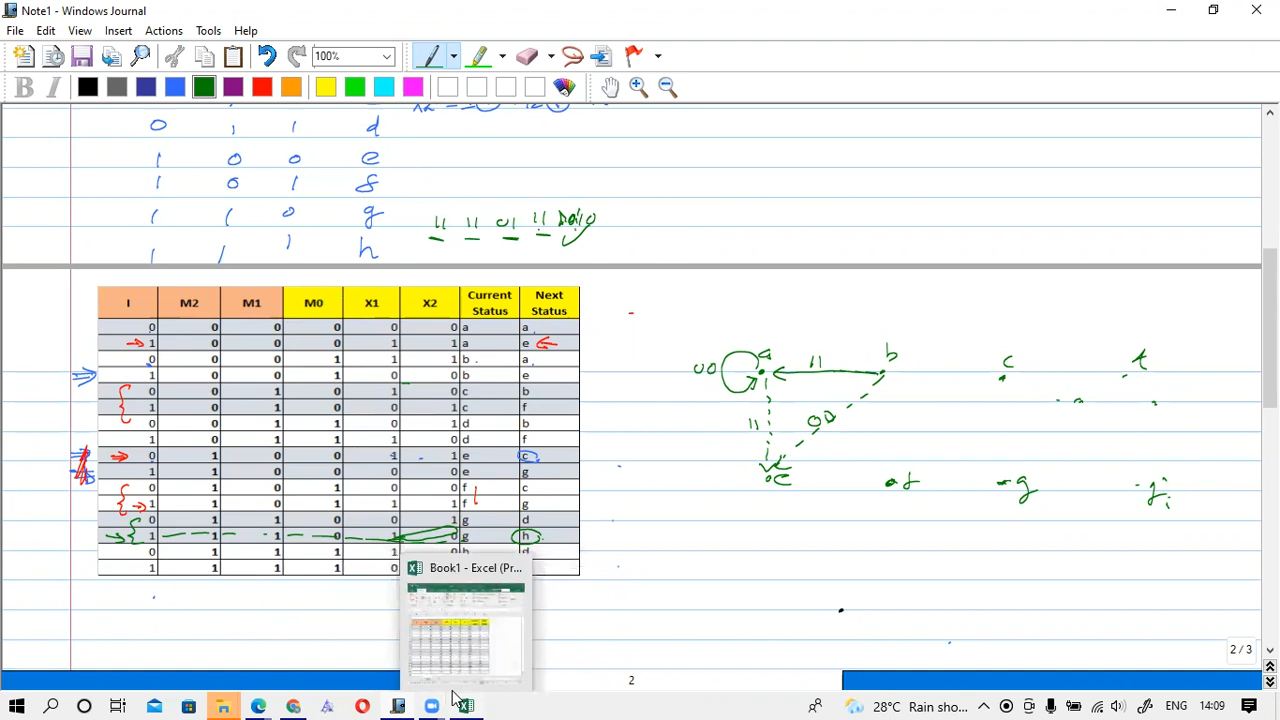 Note1 - Windows Journal
File Edit View Insert Actions Tools Help
100%
B I
0 1 1 d
1 0 0 e
1 0 1 f
1 1 0 g
1 1 1 h
11 11 01 11
I M2 M1 M0 X1 X2 Current Status Next Status
0 0 0 0 0 0 a a
1 0 0 0 1 1 a e
0 0 0 1 1 1 b a
1 0 0 1 0 0 b e
0 0 1 0 1 0 c b
1 0 1 0 0 1 c f
0 0 1 1 0 1 d b
1 0 1 1 1 0 d f
0 1 0 0 1 1 e c
1 1 0 0 0 0 e g
0 1 0 1 0 0 f c
1 1 0 1 1 1 f g
0 1 1 0 0 1 g d
1 1 1 0 1 0 g h
0 1 1 1 1 0 h d
1 1 1 1 0
a b c
00 11
11 00
e f g
Book1 - Excel (Pr...
2/3
2
28°C Rain sho... ENG 14:09